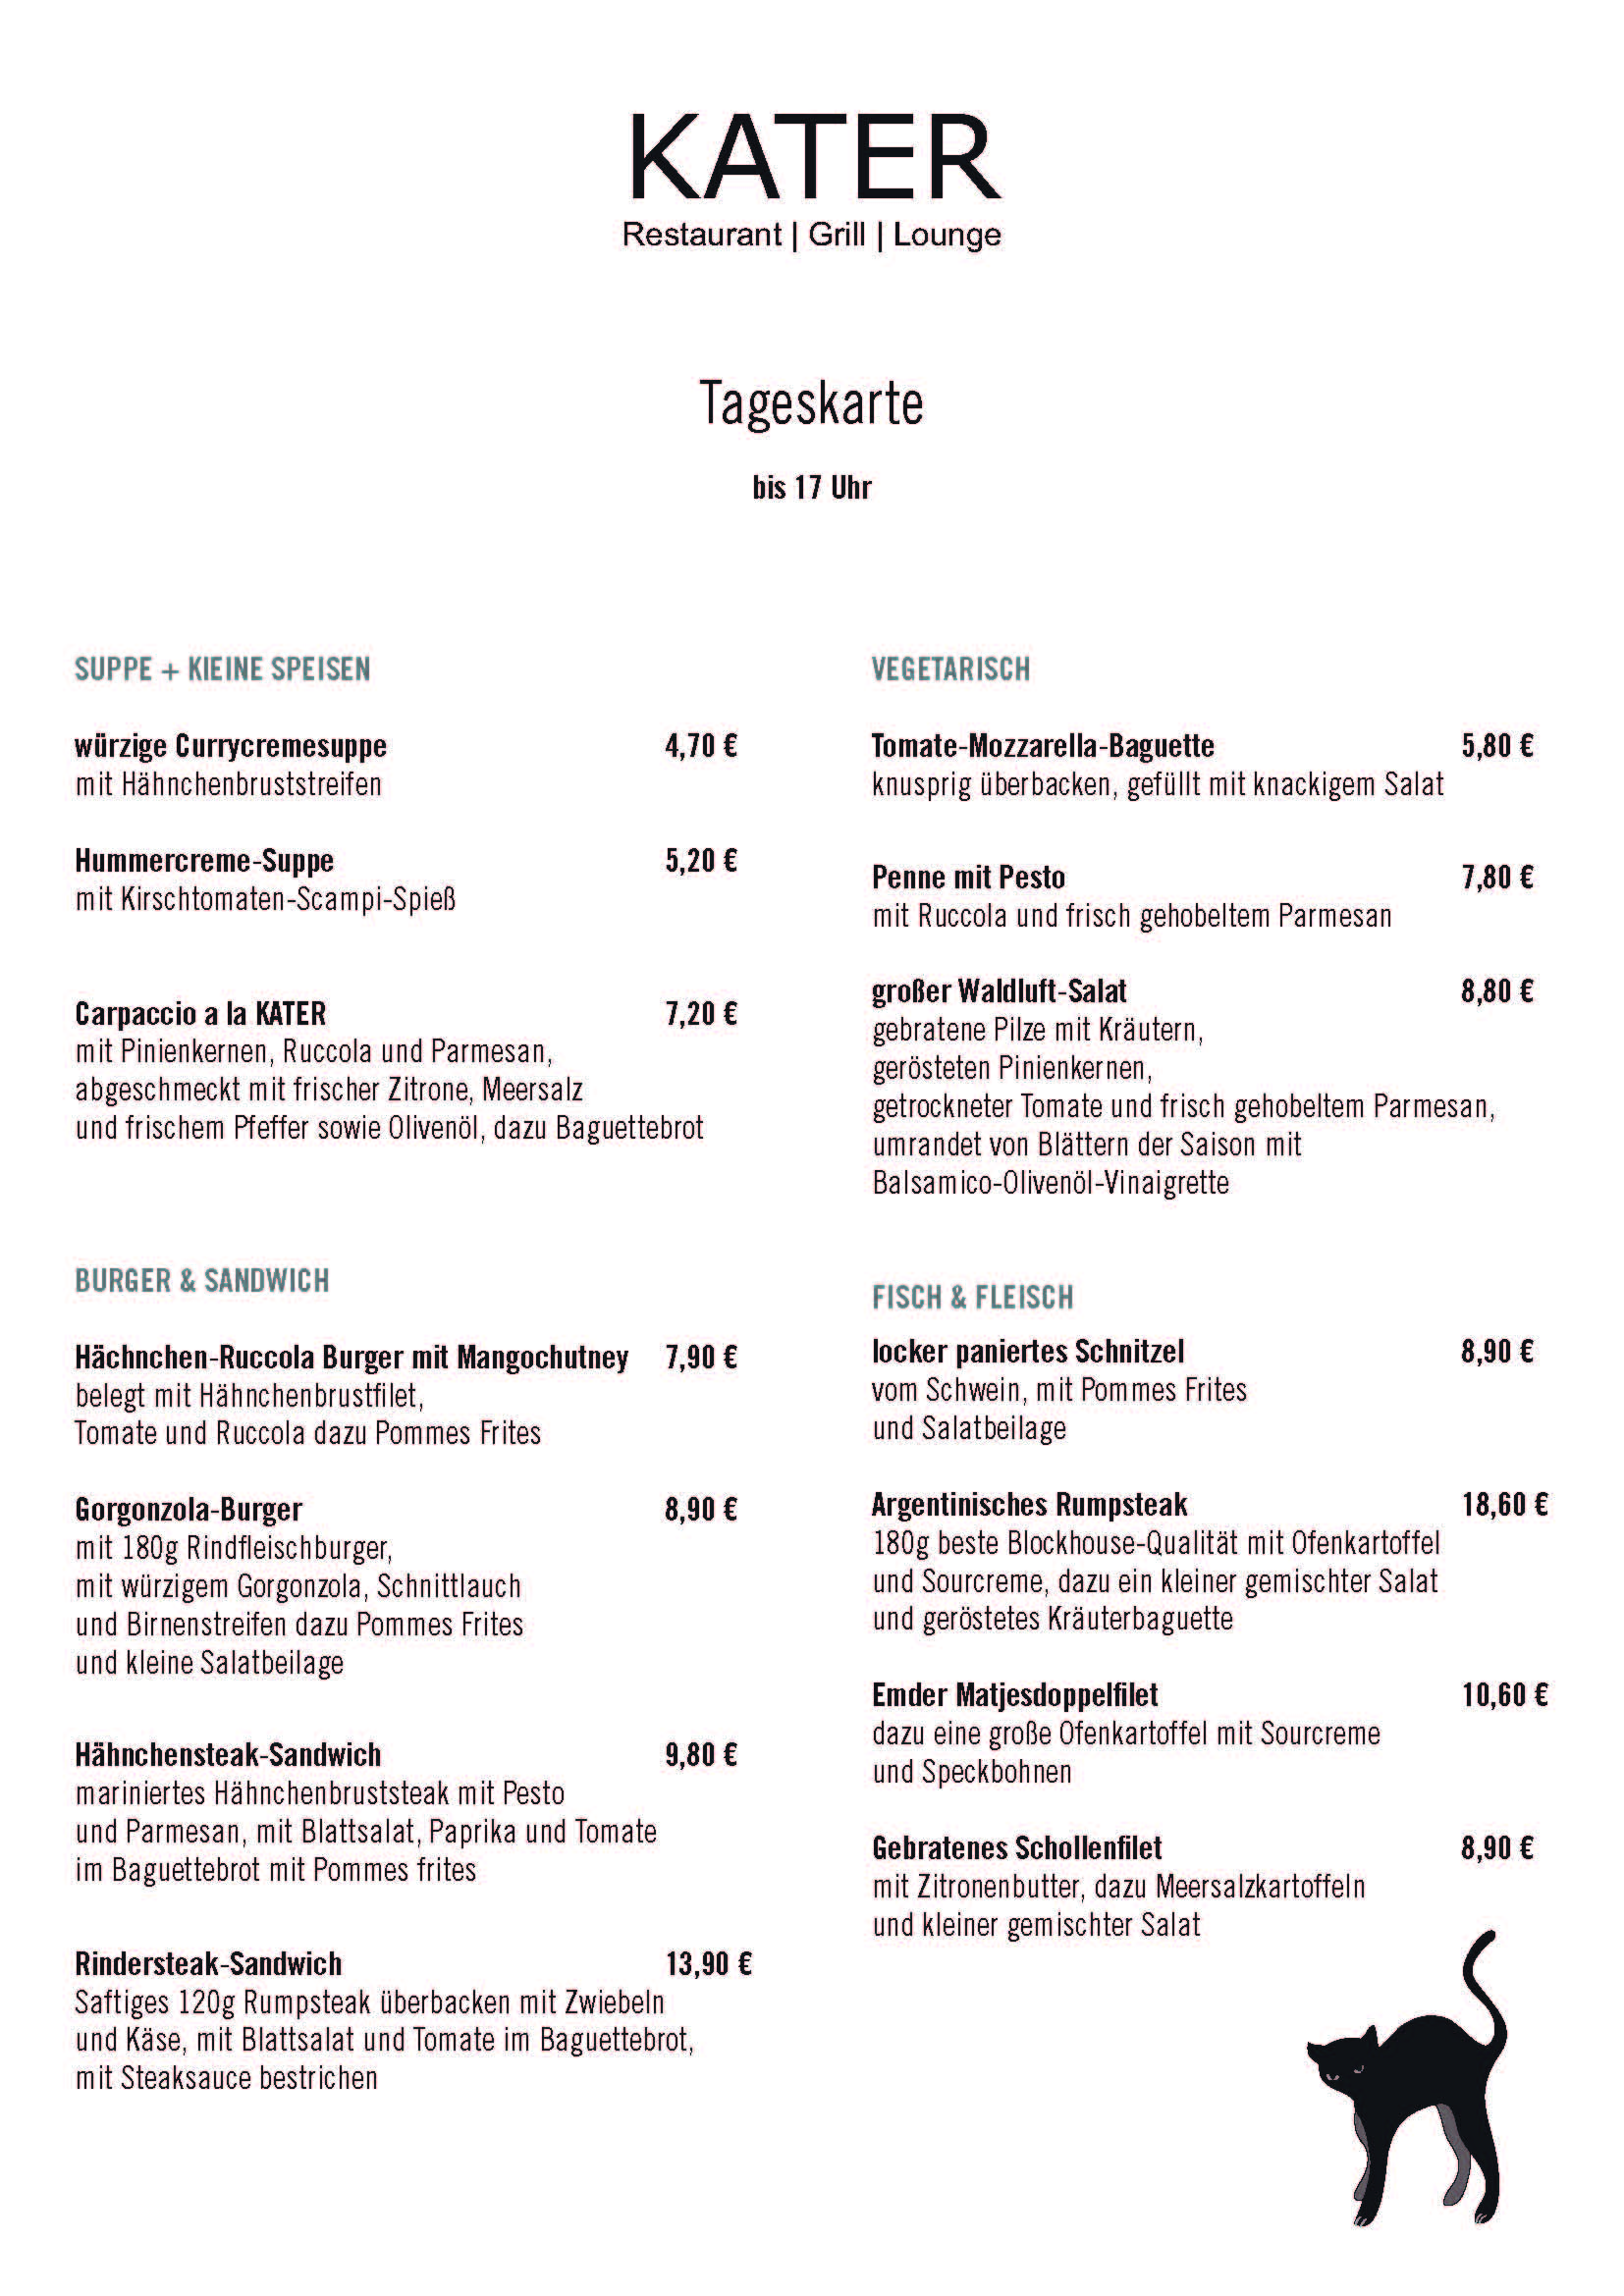 KATER
Restaurant | Grill | Lounge
Tageskarte
bis 17 Uhr
SUPPE + KIEINE SPEISEN
würzige Currycremesuppe 4,70 €
mit Hähnchenbruststreifen
Hummercreme-Suppe 5,20 €
mit Kirschtomaten-Scampi-Spieß
Carpaccio a la KATER 7,20 €
mit Pinienkernen, Ruccola und Parmesan,
abgeschmeckt mit frischer Zitrone, Meersalz
und frischem Pfeffer sowie Olivenöl, dazu Baguettebrot
BURGER & SANDWICH
Hächnchen-Ruccola Burger mit Mangochutney 7,90 €
belegt mit Hähnchenbrustfilet,
Tomate und Ruccola dazu Pommes Frites
Gorgonzola-Burger 8,90 €
mit 180g Rindfleischburger,
mit würzigem Gorgonzola, Schnittlauch
und Birnenstreifen dazu Pommes Frites
und kleine Salatbeilage
Hähnchensteak-Sandwich 9,80 €
mariniertes Hähnchenbruststeak mit Pesto
und Parmesan, mit Blattsalat, Paprika und Tomate
im Baguettebrot mit Pommes frites
Rindersteak-Sandwich 13,90 €
Saftiges 120g Rumpsteak überbacken mit Zwiebeln
und Käse, mit Blattsalat und Tomate im Baguettebrot,
mit Steaksauce bestrichen
VEGETARISCH
Tomate-Mozzarella-Baguette 5,80 €
knusprig überbacken, gefüllt mit knackigem Salat
Penne mit Pesto 7,80 €
mit Ruccola und frisch gehobeltem Parmesan
großer Waldluft-Salat 8,80 €
gebratene Pilze mit Kräutern,
gerösteten Pinienkernen,
getrockneter Tomate und frisch gehobeltem Parmesan,
umrandet von Blättern der Saison mit
Balsamico-Olivenöl-Vinaigrette
FISCH & FLEISCH
locker paniertes Schnitzel 8,90 €
vom Schwein, mit Pommes Frites
und Salatbeilage
Argentinisches Rumpsteak 18,60 €
180g beste Blockhouse-Qualität mit Ofenkartoffel
und Sourcreme, dazu ein kleiner gemischter Salat
und geröstetes Kräuterbaguette
Emder Matjesdoppelfilet 10,60 €
dazu eine große Ofenkartoffel mit Sourcreme
und Speckbohnen
Gebratenes Schollenfilet 8,90 €
mit Zitronenbutter, dazu Meersalzkartoffeln
und kleiner gemischter Salat